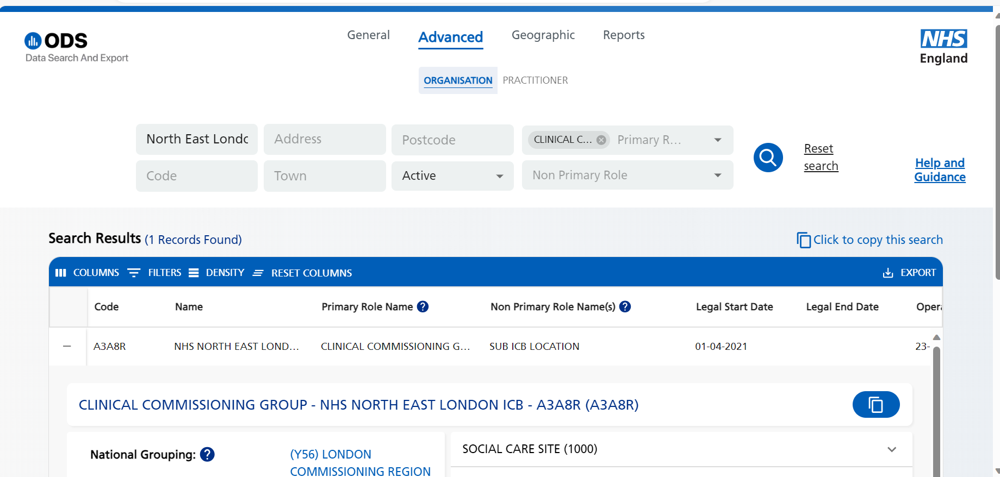 ODS
Data Search And Export
General Advanced Geographic Reports
NHS
England
ORGANISATION PRACTITIONER
North East Londo Address Postcode CLINICAL C... Primary R...
Code Town Active Non Primary Role
Reset
search
Help and
Guidance
Search Results (1 Records Found)
Click to copy this search
COLUMNS FILTERS DENSITY RESET COLUMNS EXPORT
Code Name Primary Role Name ? Non Primary Role Name(s) ? Legal Start Date Legal End Date Opera
A3A8R NHS NORTH EAST LOND... CLINICAL COMMISSIONING G... SUB ICB LOCATION 01-04-2021 23-
CLINICAL COMMISSIONING GROUP - NHS NORTH EAST LONDON ICB - A3A8R (A3A8R)
National Grouping: ? (Y56) LONDON
COMMISSIONING REGION
SOCIAL CARE SITE (1000)